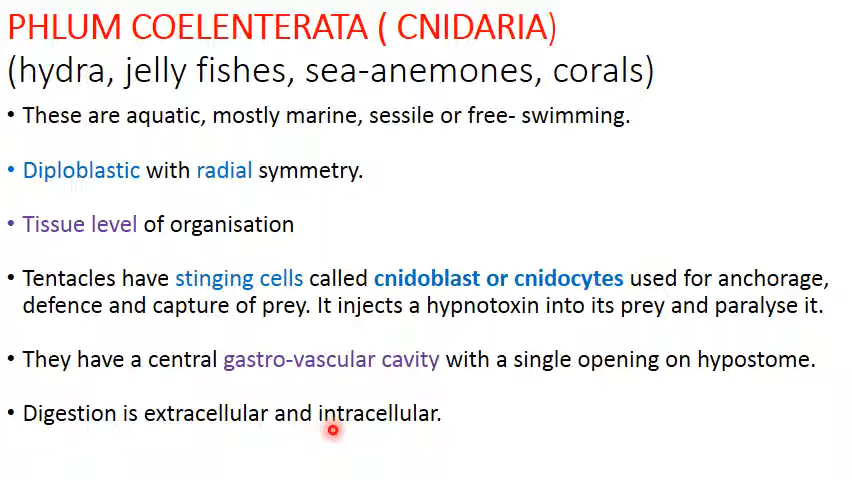 PHLUM COELENTERATA ( CNIDARIA)
(hydra, jelly fishes, sea-anemones, corals)
• These are aquatic, mostly marine, sessile or free- swimming.
• Diploblastic with radial symmetry.
• Tissue level of organisation
• Tentacles have stinging cells called cnidoblast or cnidocytes used for anchorage,
defence and capture of prey. It injects a hypnotoxin into its prey and paralyse it.
• They have a central gastro-vascular cavity with a single opening on hypostome.
• Digestion is extracellular and intracellular.